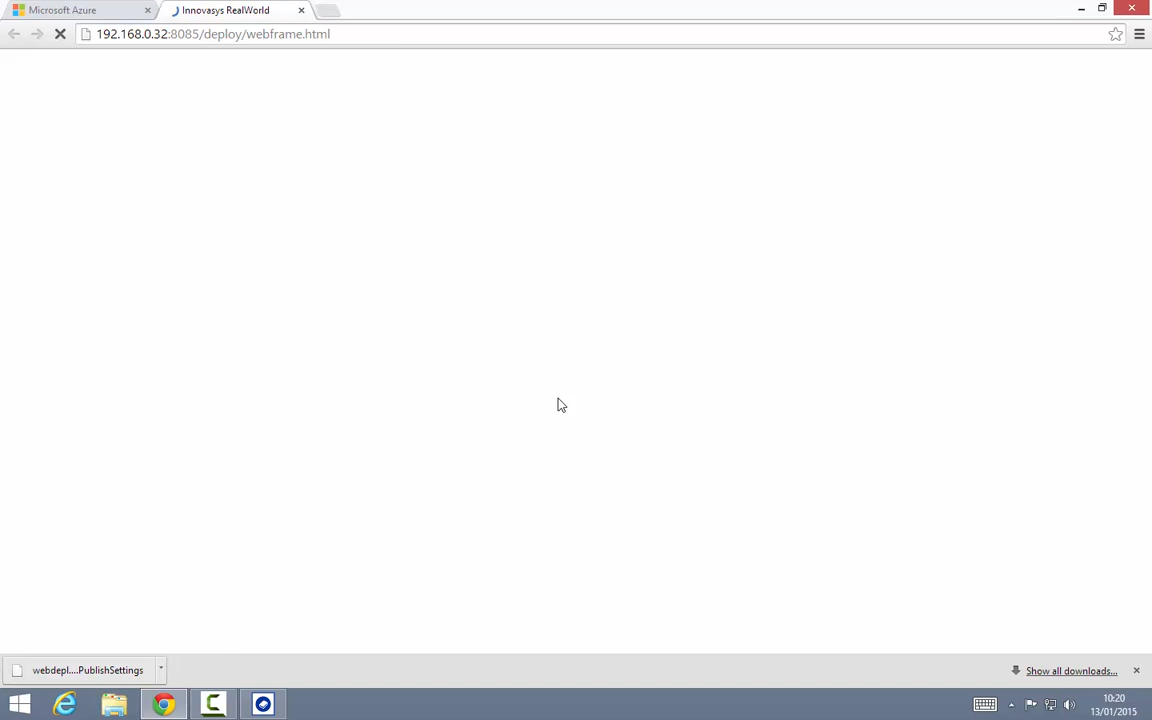 Microsoft Azure
Innovasys RealWorld
192.168.0.32:8085/deploy/webframe.html
webdepl....PublishSettings
Show all downloads...
10:20
13/01/2015